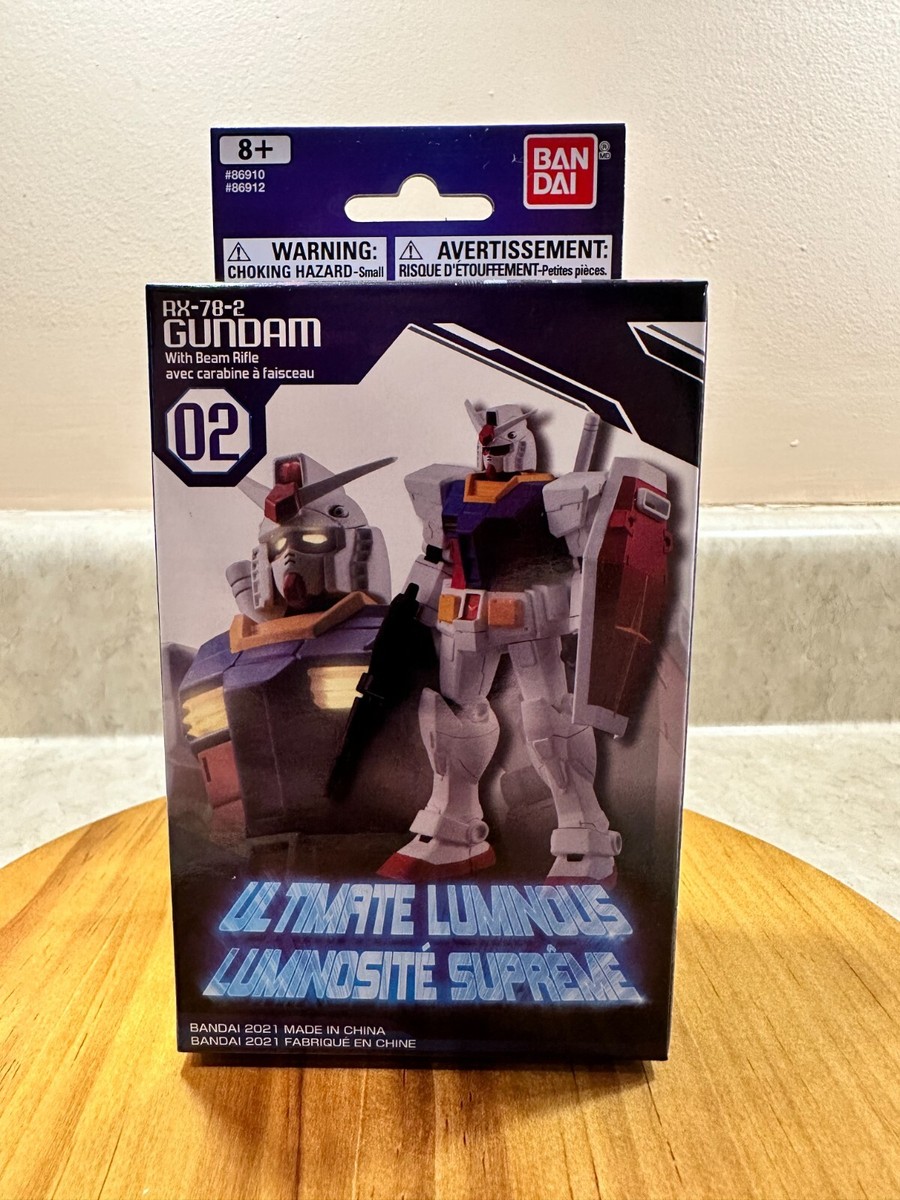 8+
#86910
#86912
BAN
DAI
®
MD
WARNING:
CHOKING HAZARD-Small
AVERTISSEMENT:
RISQUE D'ÉTOUFFEMENT-Petites pièces.
RX-78-2
GUNDAM
With Beam Rifle
avec carabine à faisceau
02
ULTIMATE LUMINOUS
LUMINOSITÉ SUPRÊME
BANDAI 2021 MADE IN CHINA
BANDAI 2021 FABRIQUÉ EN CHINE